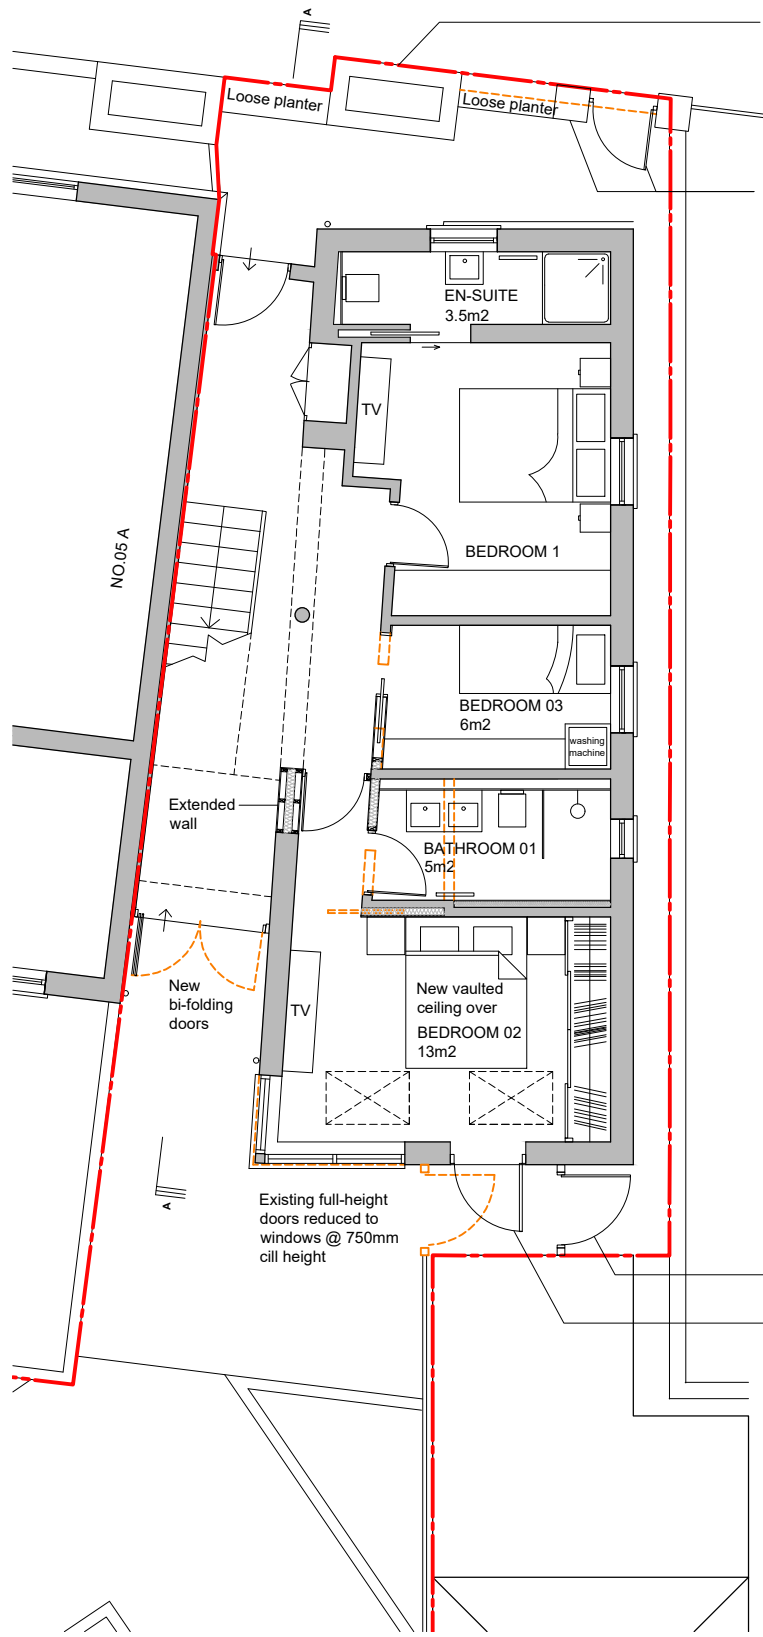 A
Loose planter
Loose planter
EN-SUITE
3.5m2
TV
NO.05 A
BEDROOM 1
BEDROOM 03
6m2
washing
machine
Extended
wall
BATHROOM 01
5m2
New
bi-folding
doors
TV
New vaulted
ceiling over
BEDROOM 02
13m2
A
Existing full-height
doors reduced to
windows @ 750mm
cill height